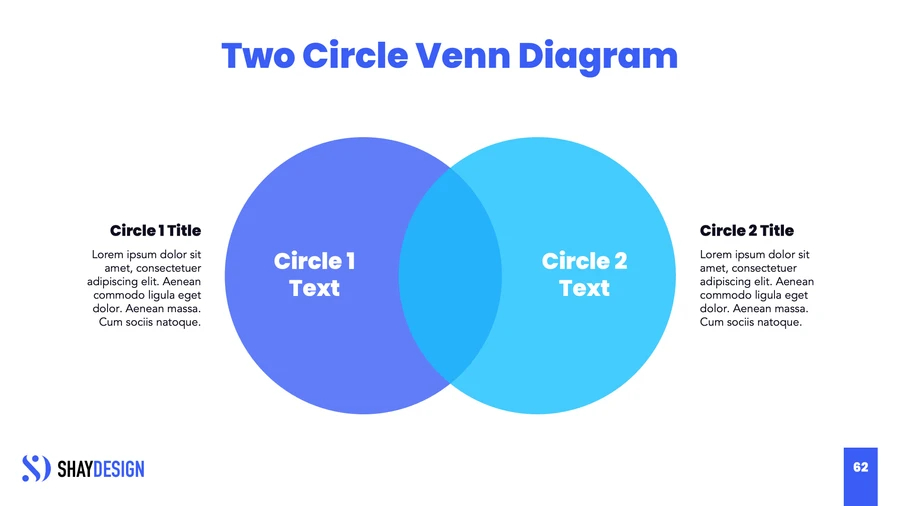 Two Circle Venn Diagram
Circle 1 Title
Lorem ipsum dolor sit
amet, consectetuer
adipiscing elit. Aenean
commodo ligula eget
dolor. Aenean massa.
Cum sociis natoque.
Circle 1
Text
Circle 2
Text
Circle 2 Title
Lorem ipsum dolor sit
amet, consectetuer
adipiscing elit. Aenean
commodo ligula eget
dolor. Aenean massa.
Cum sociis natoque.
SHAYDESIGN
62